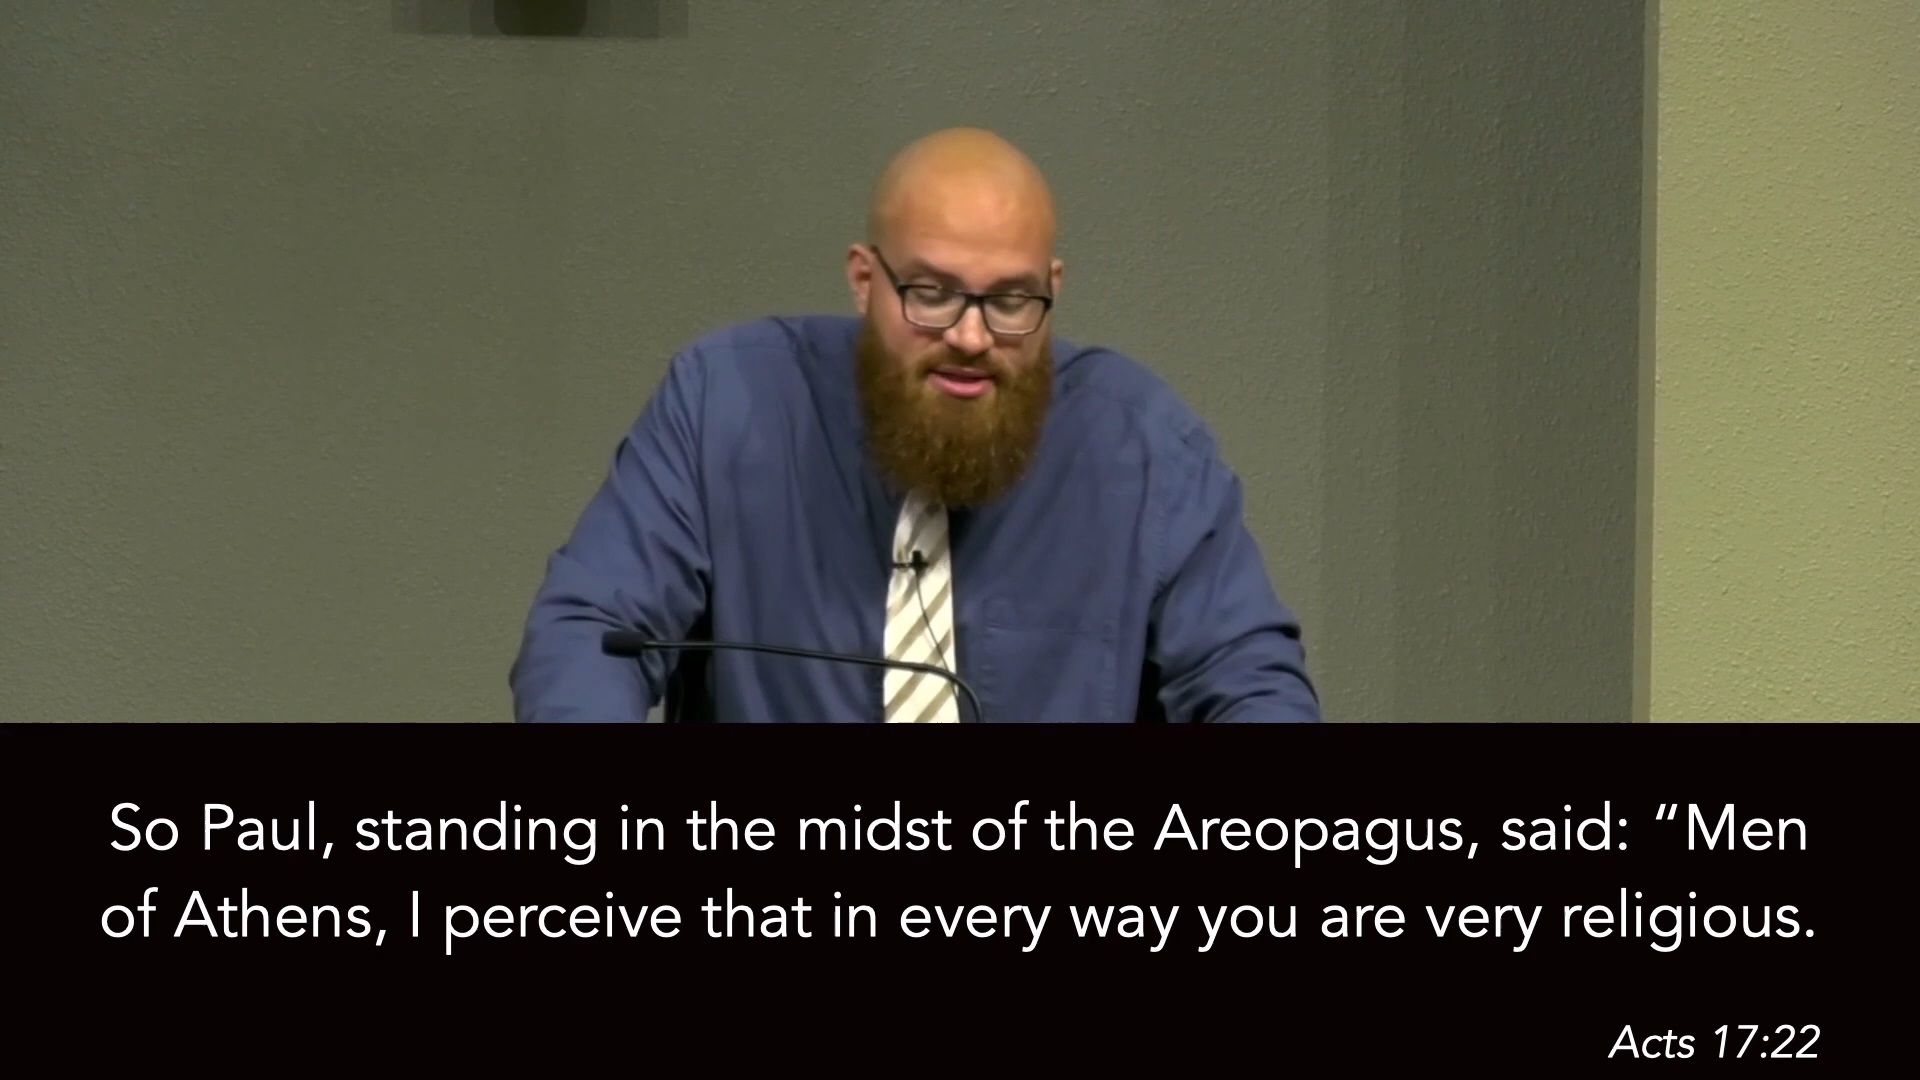 So Paul, standing in the midst of the Areopagus, said: “Men
of Athens, I perceive that in every way you are very religious.
Acts 17:22